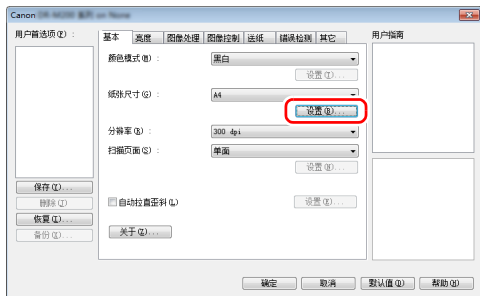 Canon on None
用户首选项(P) :
基本 亮度 图像处理 图像控制 送纸 错误检测 其它
用户指南
颜色模式(M) :
黑白
设置(T)...
纸张尺寸(G) :
A4
设置(R)...
分辨率(B) :
300 dpi
扫描页面(S) :
单面
设置(N)...
保存(Y)...
删除(J)
恢复(I)...
备份(X)...
自动拉直歪斜(L)
设置(V)...
关于(Z)...
确定
取消
默认值(D)
帮助(H)